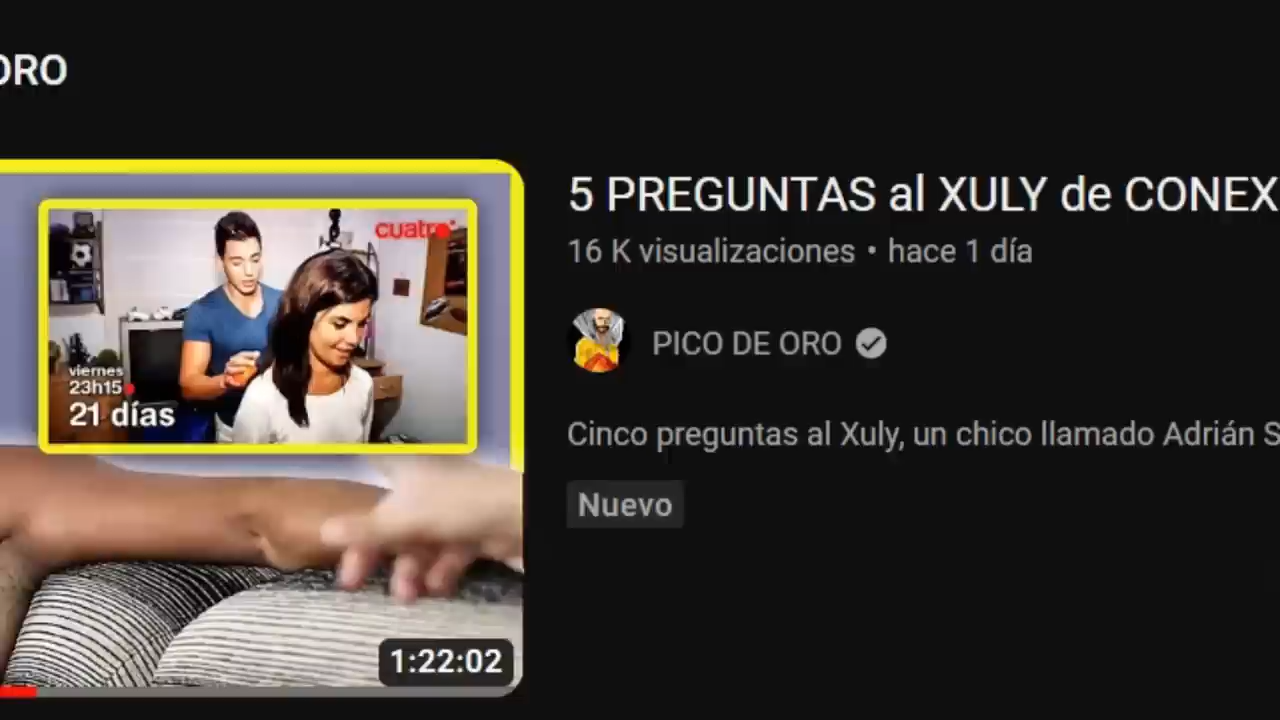 ORO
cuatro
viernes
23h15
21 días
1:22:02
5 PREGUNTAS al XULY de CONEX
16 K visualizaciones • hace 1 día
PICO DE ORO
Cinco preguntas al Xuly, un chico llamado Adrián S
Nuevo